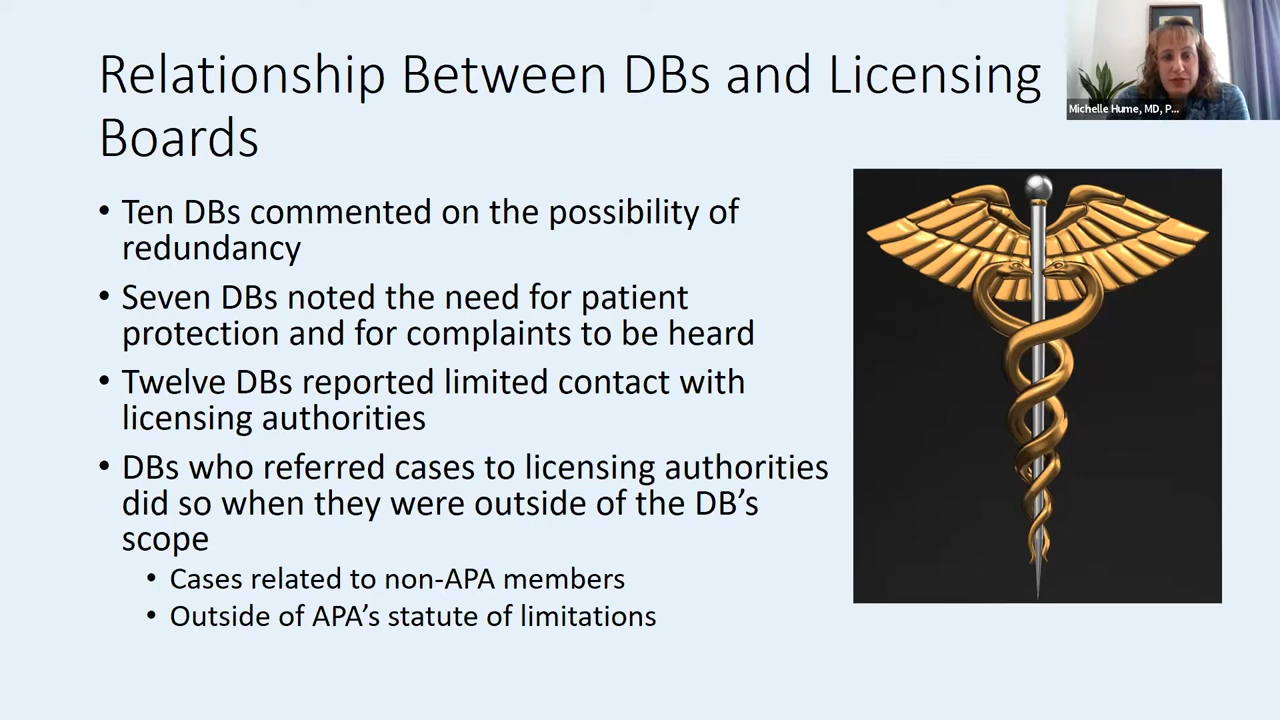 Relationship Between DBs and Licensing
Boards
Michelle Hume, MD, P...
• Ten DBs commented on the possibility of
redundancy
• Seven DBs noted the need for patient
protection and for complaints to be heard
• Twelve DBs reported limited contact with
licensing authorities
• DBs who referred cases to licensing authorities
did so when they were outside of the DB’s
scope
• Cases related to non-APA members
• Outside of APA’s statute of limitations